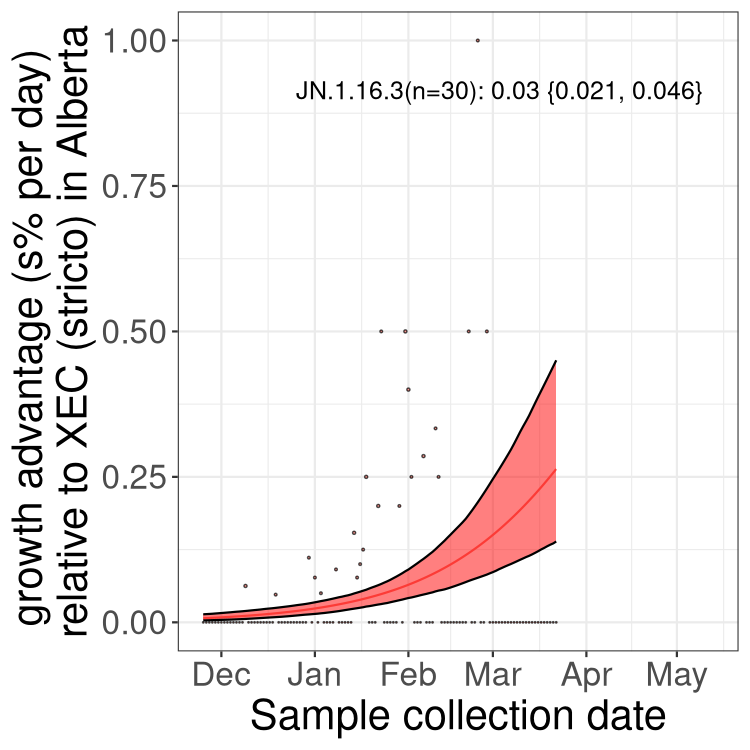 growth advantage (s% per day)
relative to XEC (stricto) in Alberta
1.00
0.75
0.50
0.25
0.00
JN.1.16.3(n=30): 0.03 {0.021, 0.046}
Dec Jan Feb Mar Apr May
Sample collection date